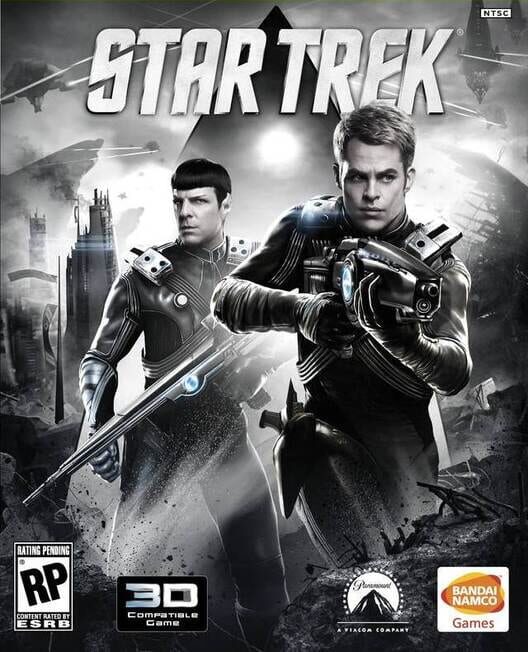 NTSC
STAR TREK
RATING PENDING
RP
CONTENT RATED BY
ESRB
3D
COMPATIBLE
GAME
Paramount
A VIACOM COMPANY
BANDAI
NAMCO
Games